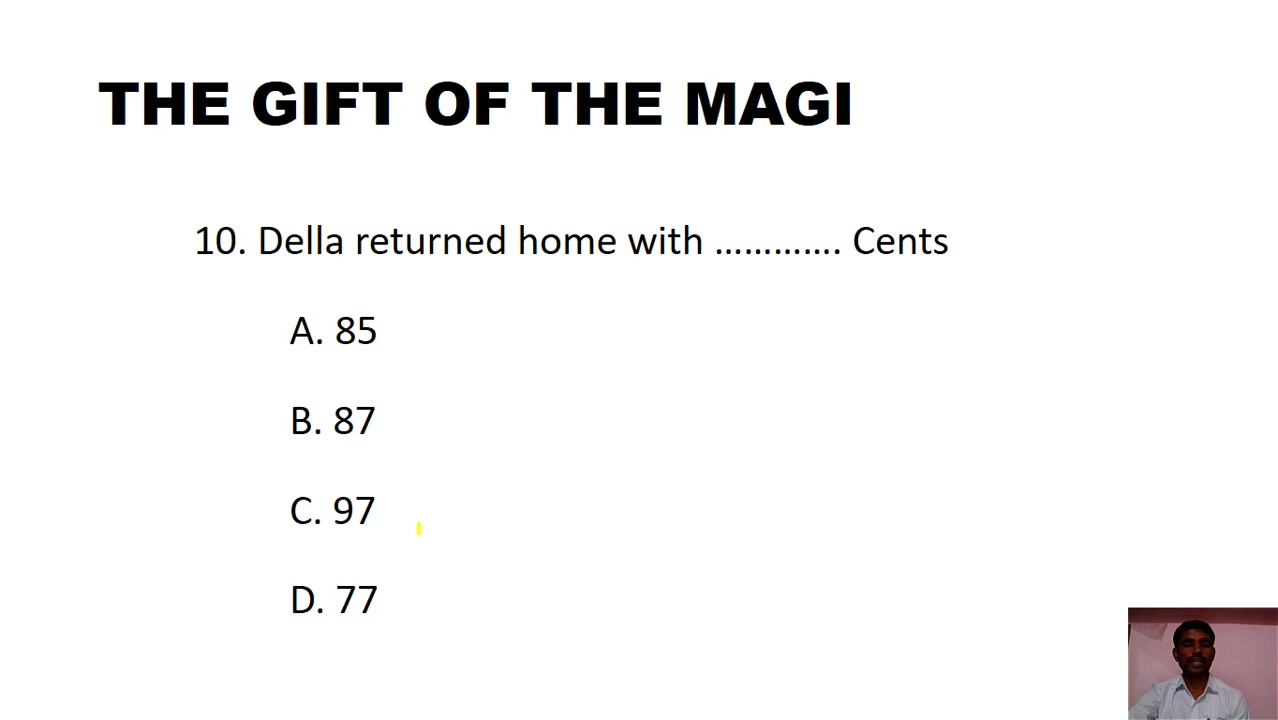 THE GIFT OF THE MAGI
10. Della returned home with …………. Cents
A. 85
B. 87
C. 97
D. 77